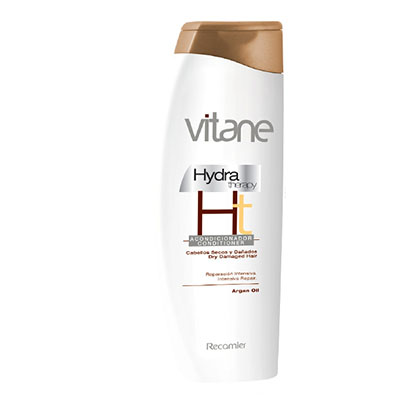 vitane
Hydra
therapy
Ht
ACONDICIONADOR
CONDITIONER
Cabellos Secos y Dañados
Dry Damaged Hair
Reparación Intensiva
Intensive Repair
Argan Oil
Recamier